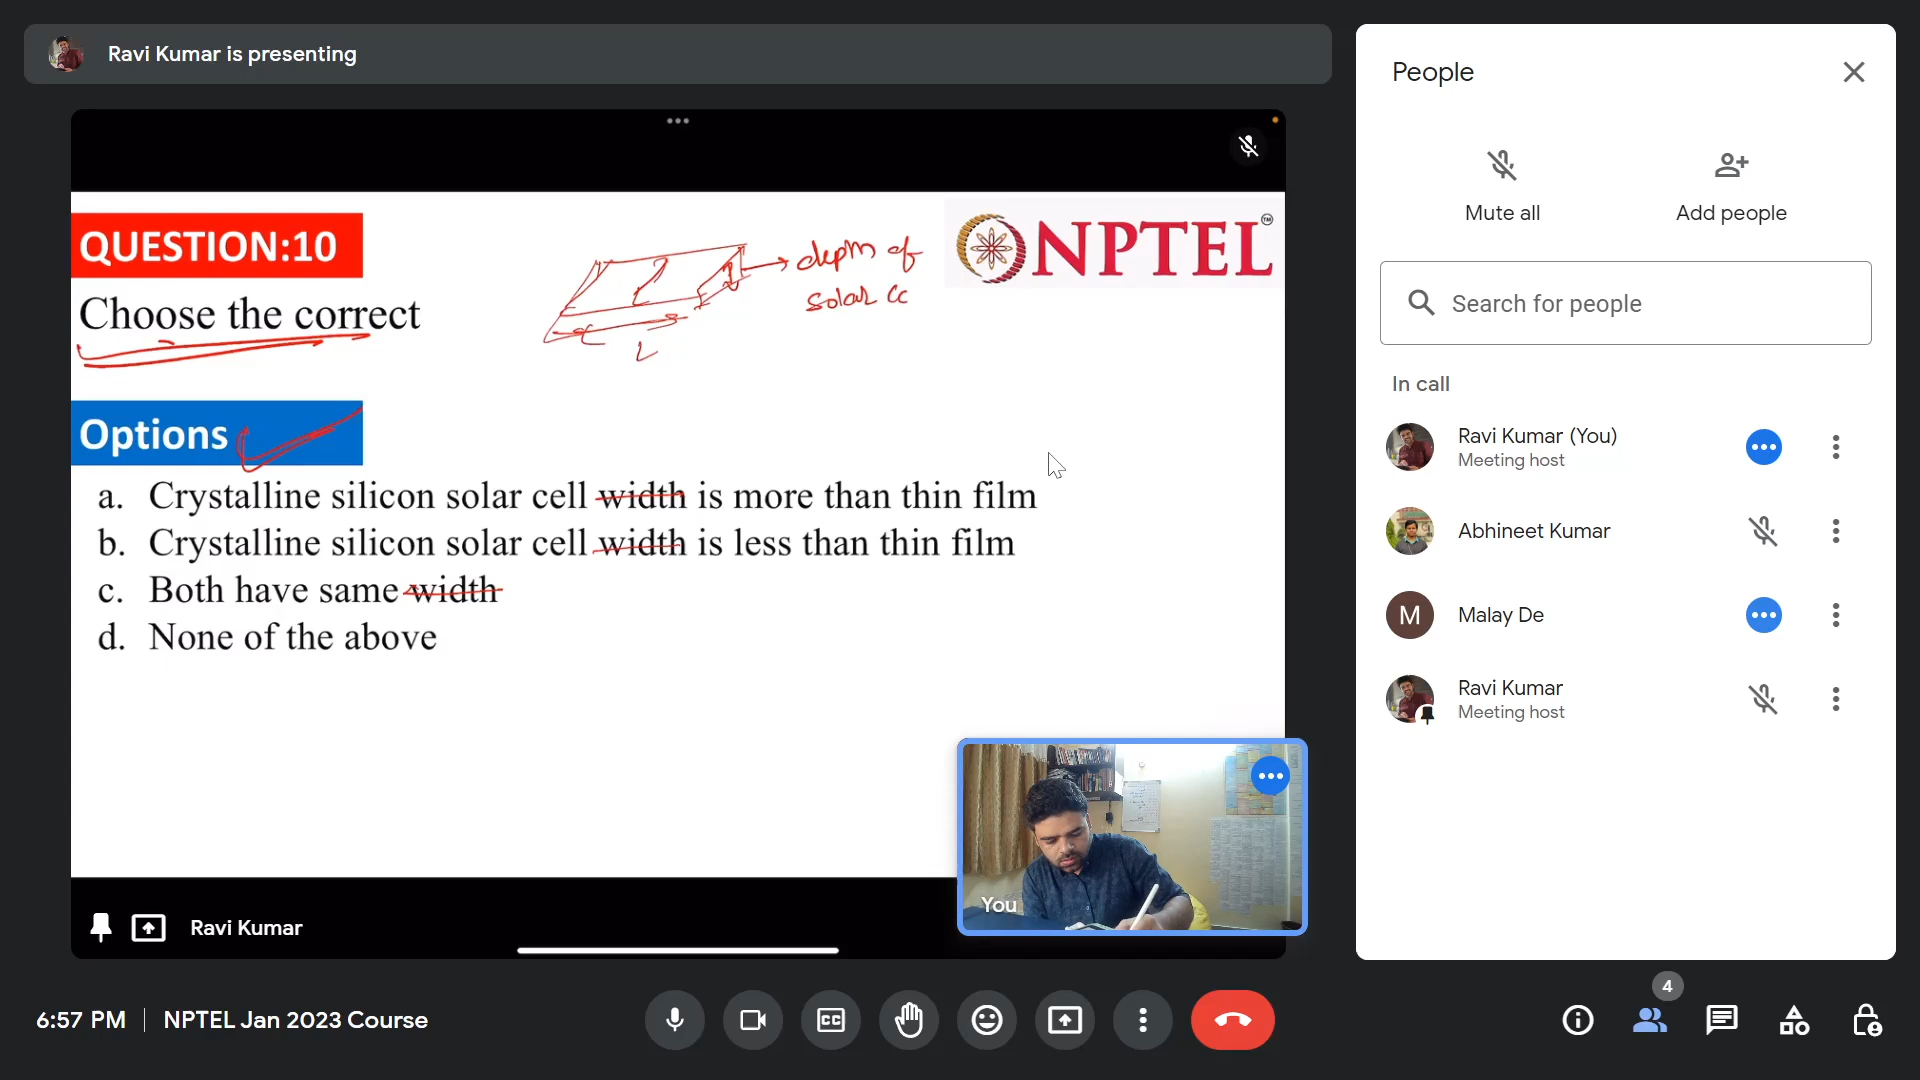 Ravi Kumar is presenting
QUESTION:10
NPTEL
TM
depth of
solar cc
L
Choose the correct
Options
a. Crystalline silicon solar cell width is more than thin film
b. Crystalline silicon solar cell width is less than thin film
c. Both have same width
d. None of the above
You
Ravi Kumar
People
Mute all
Add people
Search for people
In call
Ravi Kumar (You)
Meeting host
Abhineet Kumar
M
Malay De
Ravi Kumar
Meeting host
6:57 PM
NPTEL Jan 2023 Course
CC
4